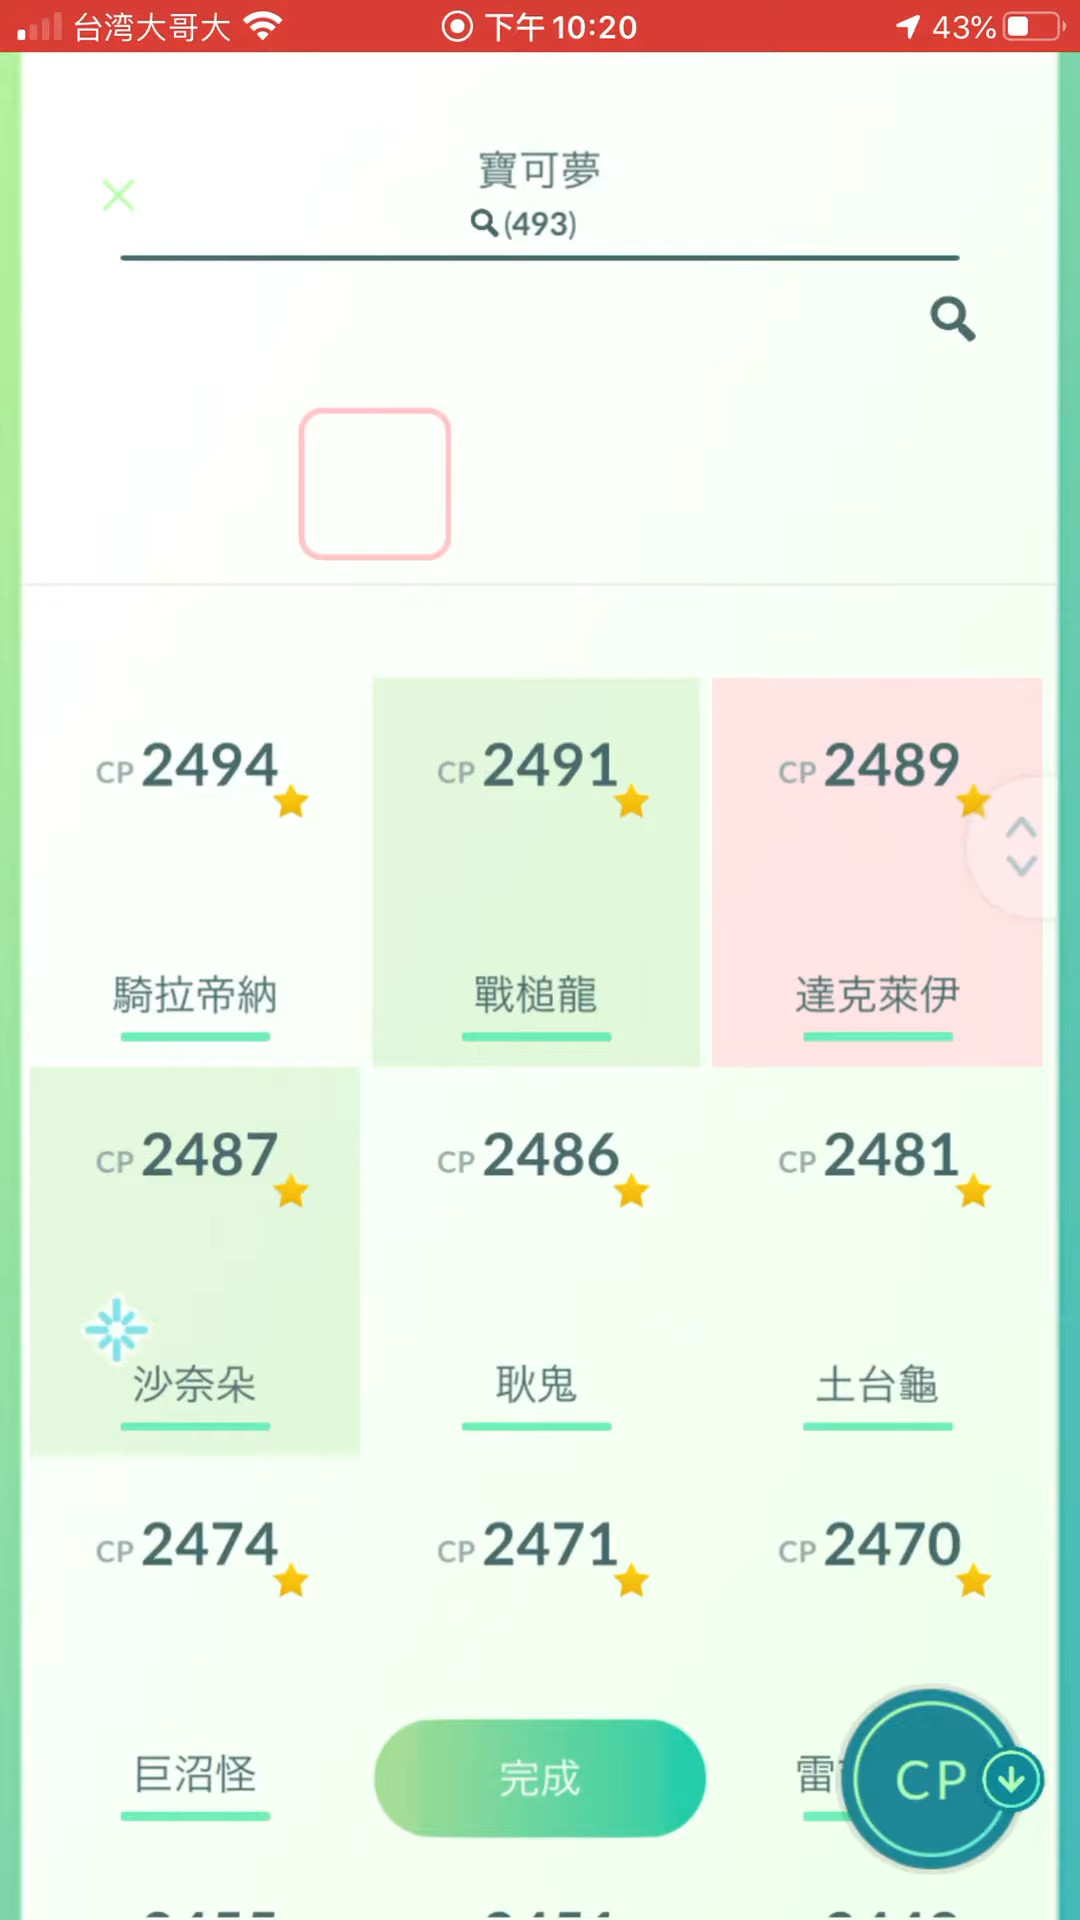 台湾大哥大 下午10:20 43%
寶可夢
(493)
CP 2494 CP 2491 CP 2489
騎拉帝納 戰槌龍 達克萊伊
CP 2487 CP 2486 CP 2481
沙奈朵 耿鬼 土台龜
CP 2474 CP 2471 CP 2470
巨沼怪 完成 雷 CP